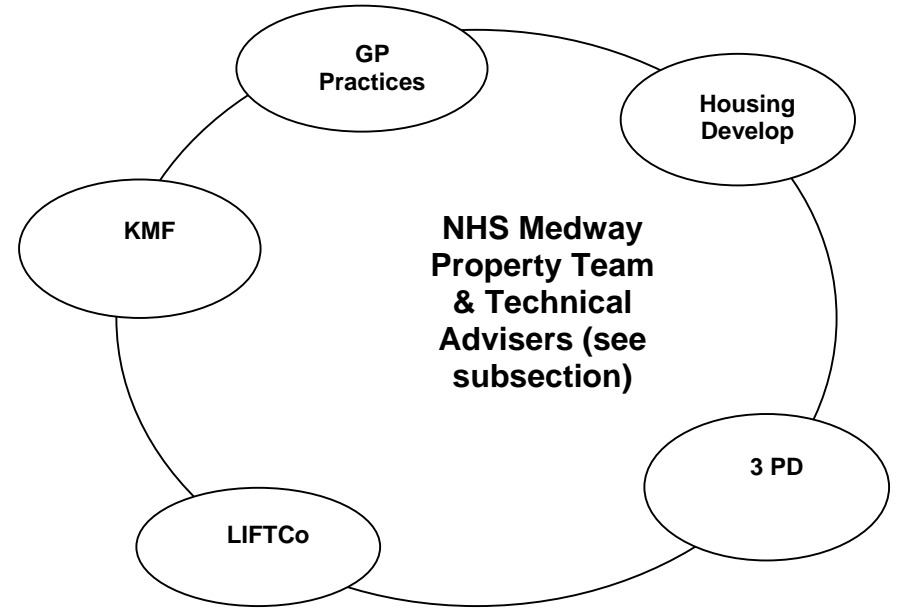 GP
Practices
Housing
Develop
KMF
NHS Medway
Property Team
& Technical
Advisers (see
subsection)
3 PD
LIFTCo